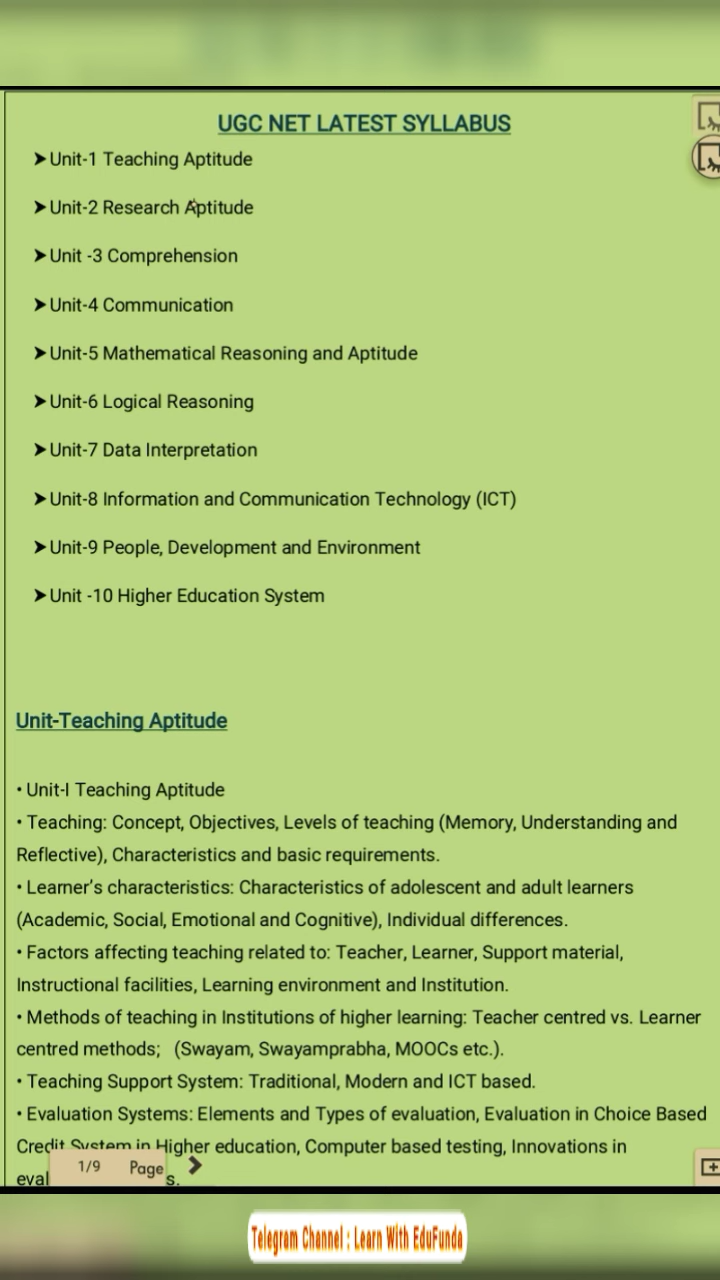 UGC NET LATEST SYLLABUS
➤Unit-1 Teaching Aptitude
➤Unit-2 Research Aptitude
➤Unit -3 Comprehension
➤Unit-4 Communication
➤Unit-5 Mathematical Reasoning and Aptitude
➤Unit-6 Logical Reasoning
➤Unit-7 Data Interpretation
➤Unit-8 Information and Communication Technology (ICT)
➤Unit-9 People, Development and Environment
➤Unit -10 Higher Education System
Unit-Teaching Aptitude
• Unit-I Teaching Aptitude
• Teaching: Concept, Objectives, Levels of teaching (Memory, Understanding and
Reflective), Characteristics and basic requirements.
• Learner's characteristics: Characteristics of adolescent and adult learners
(Academic, Social, Emotional and Cognitive), Individual differences.
• Factors affecting teaching related to: Teacher, Learner, Support material,
Instructional facilities, Learning environment and Institution.
• Methods of teaching in Institutions of higher learning: Teacher centred vs. Learner
centred methods; (Swayam, Swayamprabha, MOOCs etc.).
• Teaching Support System: Traditional, Modern and ICT based.
• Evaluation Systems: Elements and Types of evaluation, Evaluation in Choice Based
Credit System in Higher education, Computer based testing, Innovations in
1/9 Page
Telegram Channel : Learn With EduFunda